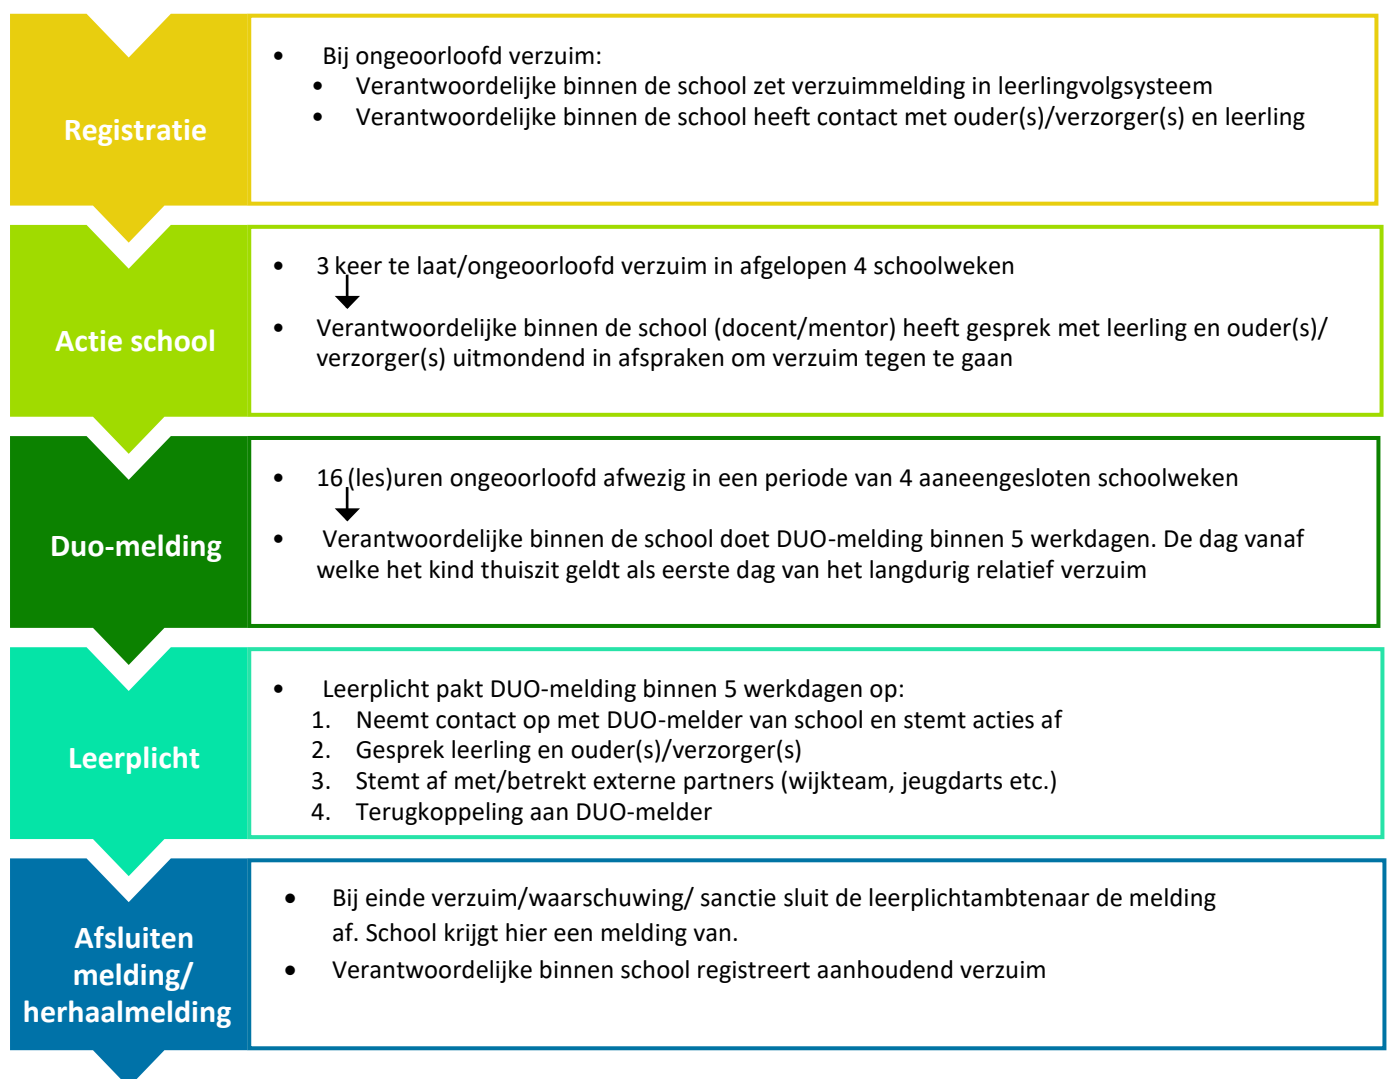 Registratie
• Bij ongeoorloofd verzuim:
• Verantwoordelijke binnen de school zet verzuimmelding in leerlingvolgsysteem
• Verantwoordelijke binnen de school heeft contact met ouder(s)/verzorger(s) en leerling
Actie school
• 3 keer te laat/ongeoorloofd verzuim in afgelopen 4 schoolweken
• Verantwoordelijke binnen de school (docent/mentor) heeft gesprek met leerling en ouder(s)/
verzorger(s) uitmondend in afspraken om verzuim tegen te gaan
Duo-melding
• 16 (les)uren ongeoorloofd afwezig in een periode van 4 aaneengesloten schoolweken
• Verantwoordelijke binnen de school doet DUO-melding binnen 5 werkdagen. De dag vanaf
welke het kind thuiszit geldt als eerste dag van het langdurig relatief verzuim
Leerplicht
• Leerplicht pakt DUO-melding binnen 5 werkdagen op:
1. Neemt contact op met DUO-melder van school en stemt acties af
2. Gesprek leerling en ouder(s)/verzorger(s)
3. Stemt af met/betrekt externe partners (wijkteam, jeugdarts etc.)
4. Terugkoppeling aan DUO-melder
Afsluiten
melding/
herhaalmelding
• Bij einde verzuim/waarschuwing/ sanctie sluit de leerplichtambtenaar de melding
af. School krijgt hier een melding van.
• Verantwoordelijke binnen school registreert aanhoudend verzuim